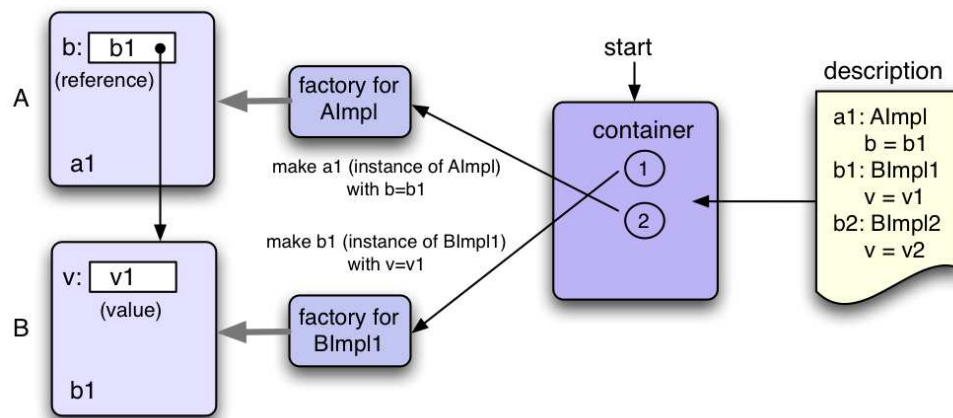 A
b:
b1
(reference)
a1
B
v:
v1
(value)
b1
factory for
AImpl
make a1 (instance of AImpl)
with b=b1
make b1 (instance of BImpl1)
with v=v1
factory for
BImpl1
start
container
1
2
description
a1: AImpl
b = b1
b1: BImpl1
v = v1
b2: BImpl2
v = v2